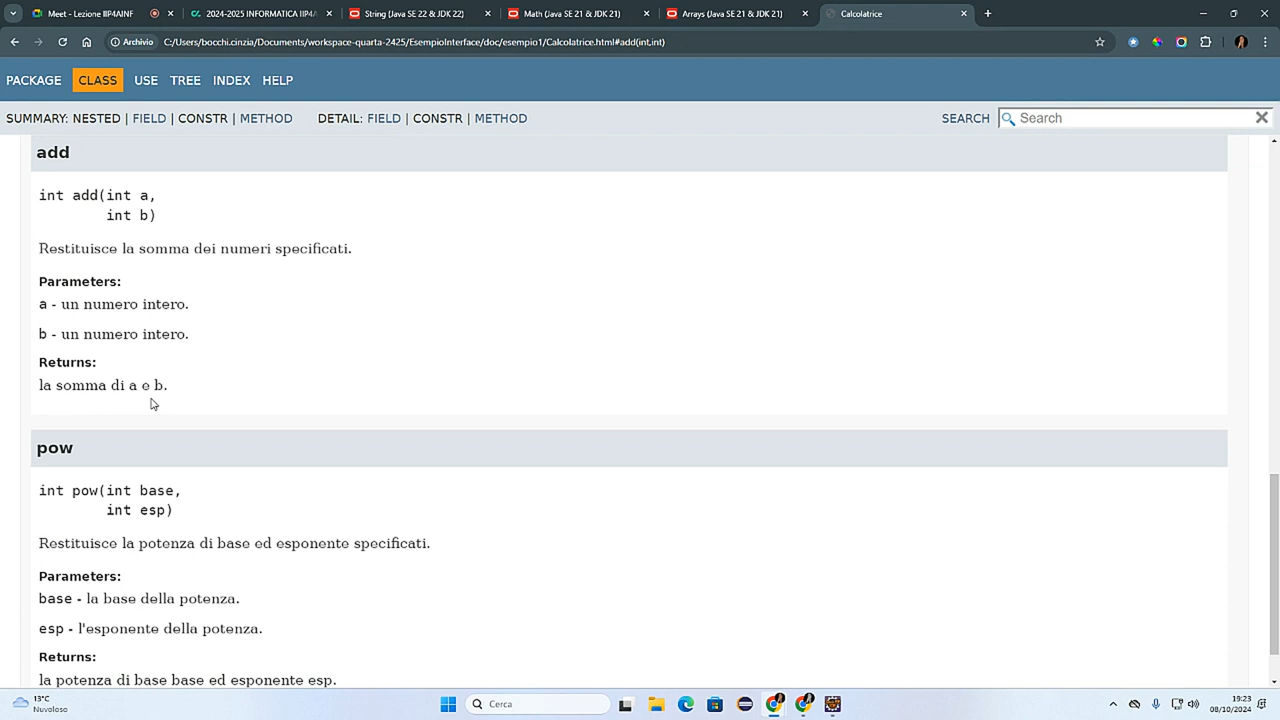 Meet - Lezione IIP4AINF
2024-2025 INFORMATICA IIP4A
String (Java SE 22 & JDK 22)
Math (Java SE 21 & JDK 21)
Arrays (Java SE 21 & JDK 21)
Calcolatrice
Archivio C:/Users/bocchi.cinzia/Documents/workspace-quarta-2425/EsempioInterface/doc/esempio1/Calcolatrice.html#add(int,int)
PACKAGE CLASS USE TREE INDEX HELP
SUMMARY: NESTED | FIELD | CONSTR | METHOD DETAIL: FIELD | CONSTR | METHOD SEARCH Search
add
int add(int a,
int b)
Restituisce la somma dei numeri specificati.
Parameters:
a - un numero intero.
b - un numero intero.
Returns:
la somma di a e b.
pow
int pow(int base,
int esp)
Restituisce la potenza di base ed esponente specificati.
Parameters:
base - la base della potenza.
esp - l'esponente della potenza.
Returns:
la potenza di base base ed esponente esp.
13°C
Nuvoloso
Cerca
19:23
08/10/2024